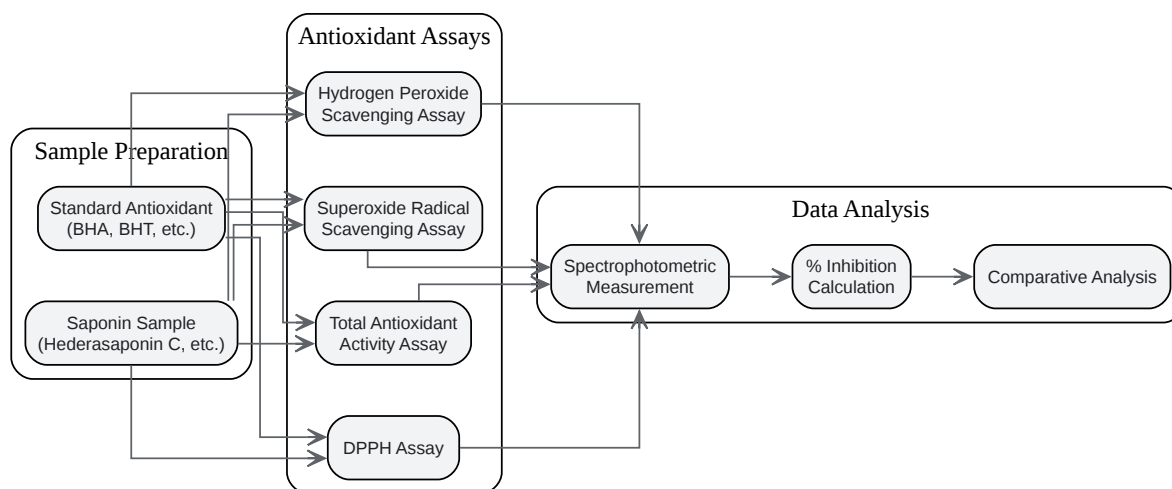 Antioxidant Assays
Hydrogen Peroxide
Scavenging Assay
Sample Preparation
Standard Antioxidant
(BHA, BHT, etc.)
Superoxide Radical
Scavenging Assay
Data Analysis
Spectrophotometric
Measurement
% Inhibition
Calculation
Comparative Analysis
Saponin Sample
(Hederasaponin C, etc.)
Total Antioxidant
Activity Assay
DPPH Assay